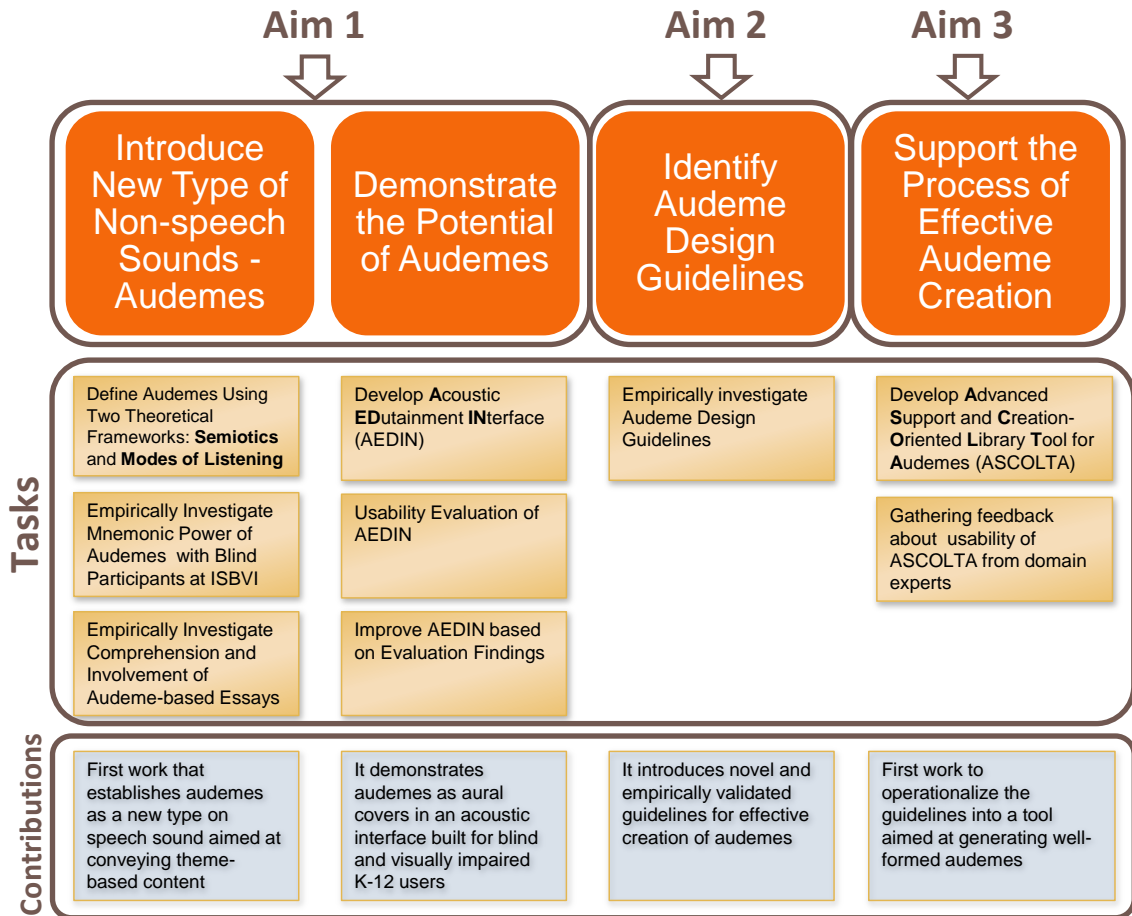 Aim 1
Aim 2
Aim 3
Introduce
New Type of
Non-speech
Sounds -
Audemes
Demonstrate
the Potential
of Audemes
Identify
Audeme
Design
Guidelines
Support the
Process of
Effective
Audeme
Creation
Tasks
Define Audemes Using
Two Theoretical
Frameworks: Semiotics
and Modes of Listening
Develop Acoustic
EDutainment INterface
(AEDIN)
Empirically investigate
Audeme Design
Guidelines
Develop Advanced
Support and Creation-
Oriented Library Tool for
Audemes (ASCOLTA)
Empirically Investigate
Mnemonic Power of
Audemes with Blind
Participants at ISBVI
Usability Evaluation of
AEDIN
Gathering feedback
about usability of
ASCOLTA from domain
experts
Empirically Investigate
Comprehension and
Involvement of
Audeme-based Essays
Improve AEDIN based
on Evaluation Findings
Contributions
First work that
establishes audemes
as a new type on
speech sound aimed at
conveying theme-
based content
It demonstrates
audemes as aural
covers in an acoustic
interface built for blind
and visually impaired
K-12 users
It introduces novel and
empirically validated
guidelines for effective
creation of audemes
First work to
operationalize the
guidelines into a tool
aimed at generating well-
formed audemes